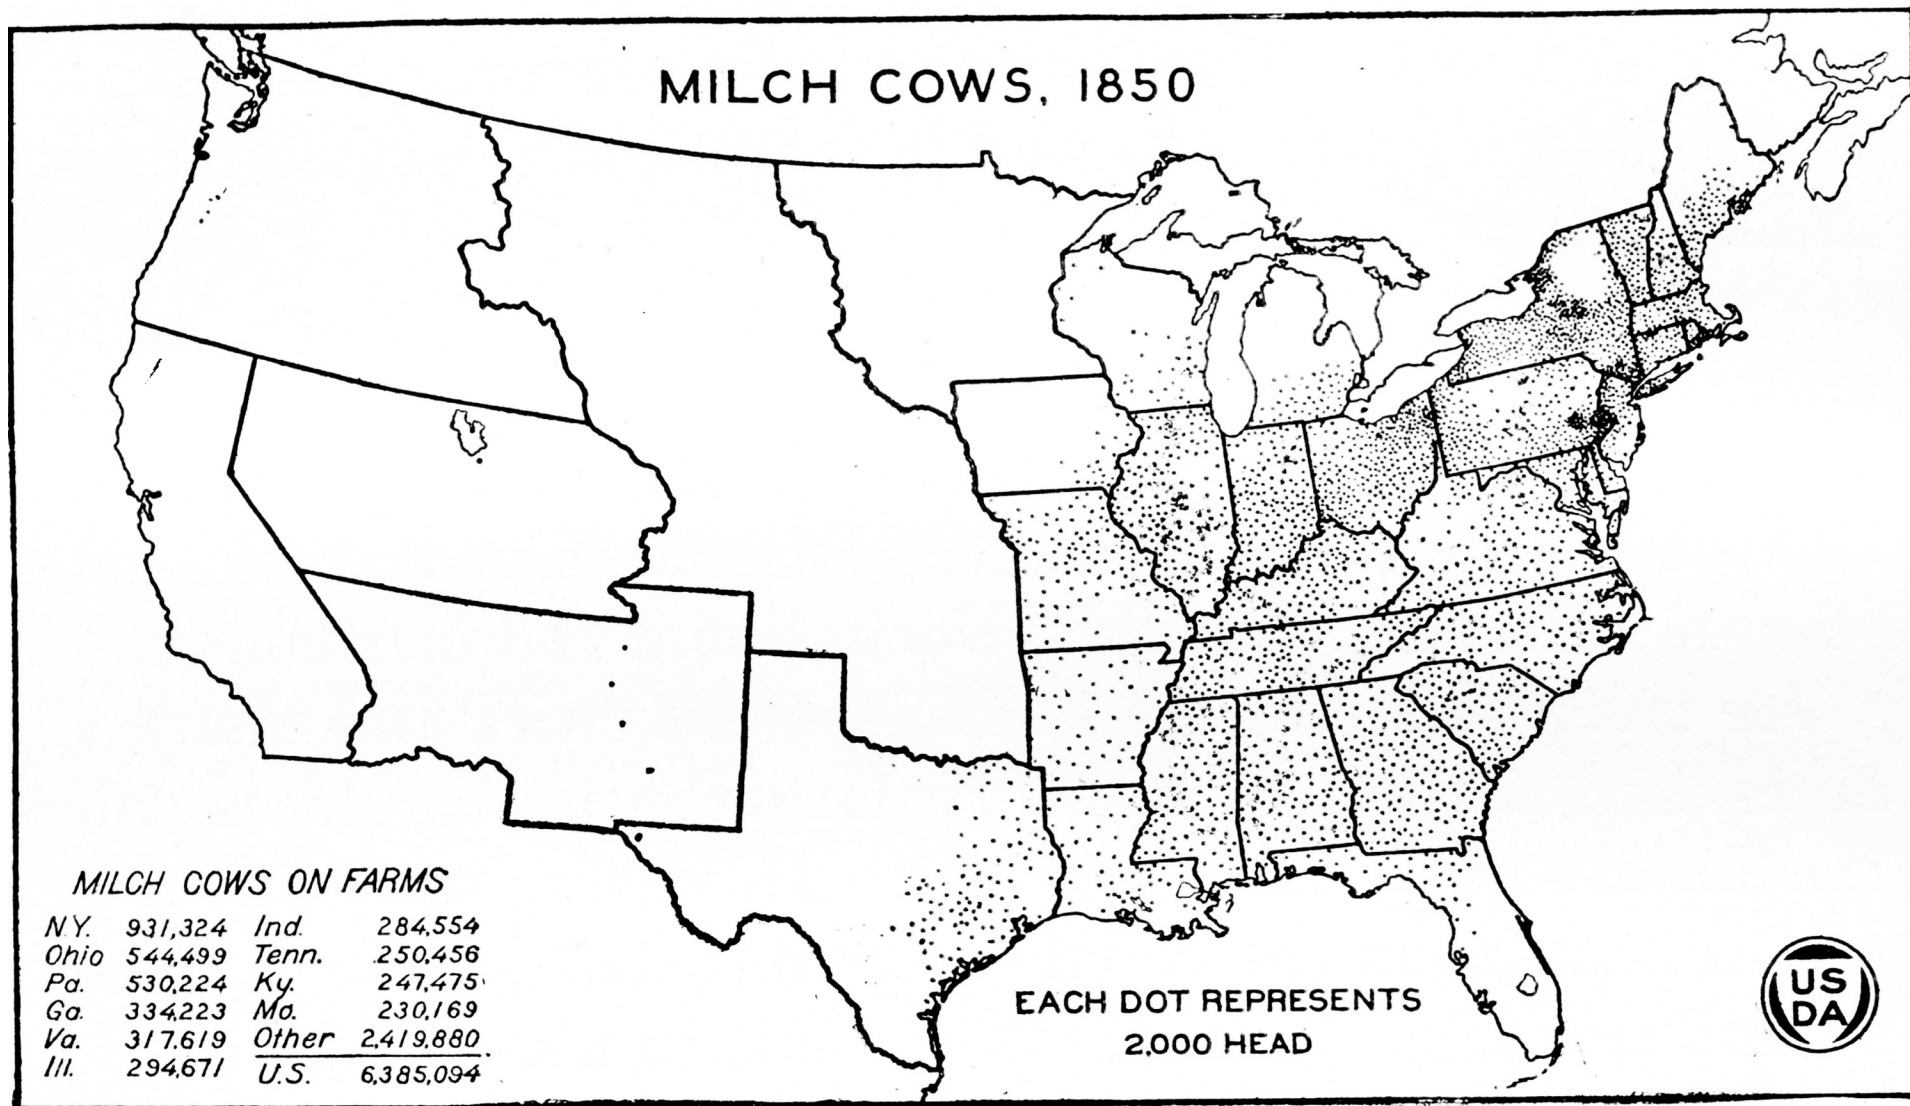 MILCH COWS, 1850
MILCH COWS ON FARMS
N.Y. 931,324 Ind. 284,554
Ohio 544,499 Tenn. 250,456
Pa. 530,224 Ky. 247,475
Ga. 334,223 Mo. 230,169
Va. 317,619 Other 2,419,880
Ill. 294,671 U.S. 6,385,094
EACH DOT REPRESENTS
2,000 HEAD
US
DA